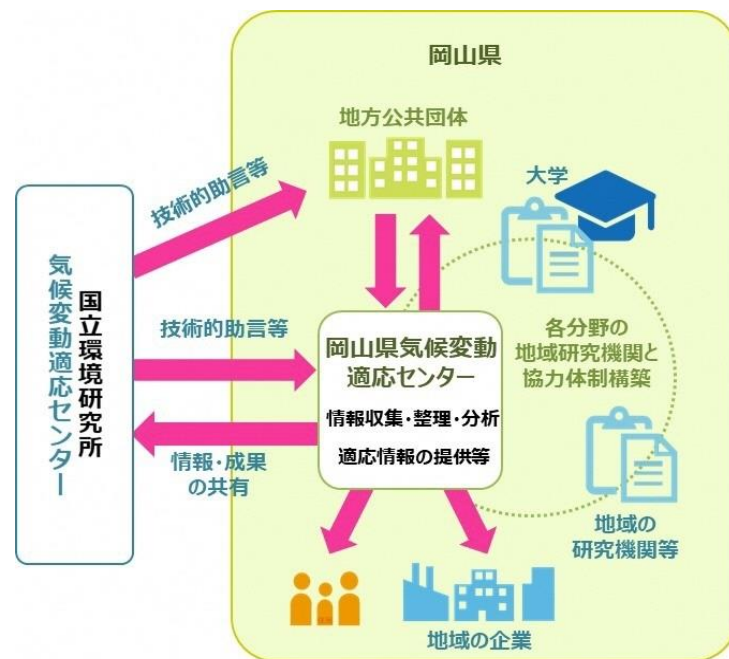 岡山県
地方公共団体
大学
技術的助言等
国立環境研究所
気候変動適応センター
技術的助言等
岡山県気候変動
適応センター
情報収集・整理・分析
適応情報の提供等
各分野の
地域研究機関と
協力体制構築
情報・成果
の共有
地域の
研究機関等
地域の企業